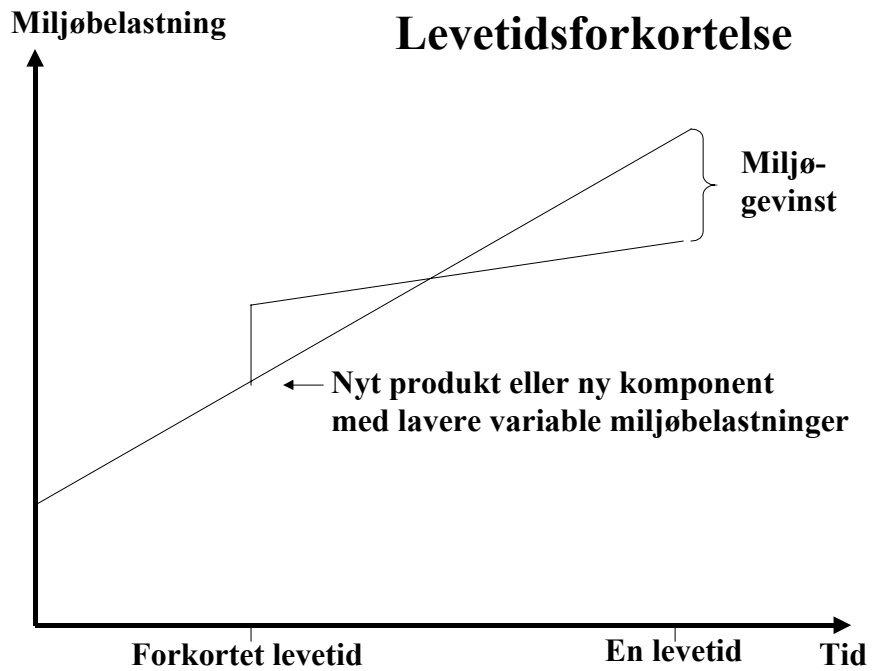 Miljøbelastning
Levetidsforkortelse
Miljø-
gevinst
Nyt produkt eller ny komponent
med lavere variable miljøbelastninger
Forkortet levetid
En levetid
Tid